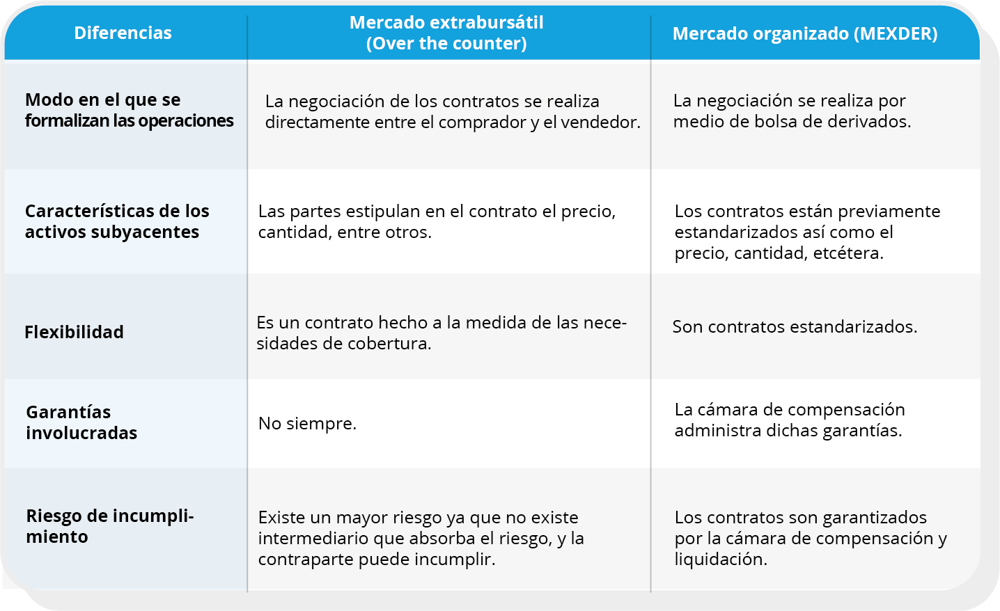 Diferencias
Mercado extrabursátil
(Over the counter)
Mercado organizado (MEXDER)
Modo en el que se
formalizan las operaciones
La negociación de los contratos se realiza
directamente entre el comprador y el vendedor.
La negociación se realiza por
medio de bolsa de derivados.
Características de los
activos subyacentes
Las partes estipulan en el contrato el precio,
cantidad, entre otros.
Los contratos están previamente
estandarizados así como el
precio, cantidad, etcétera.
Flexibilidad
Es un contrato hecho a la medida de las nece-
sidades de cobertura.
Son contratos estandarizados.
Garantías
involucradas
No siempre.
La cámara de compensación
administra dichas garantías.
Riesgo de incumpli-
miento
Existe un mayor riesgo ya que no existe
intermediario que absorba el riesgo, y la
contraparte puede incumplir.
Los contratos son garantizados
por la cámara de compensación y
liquidación.